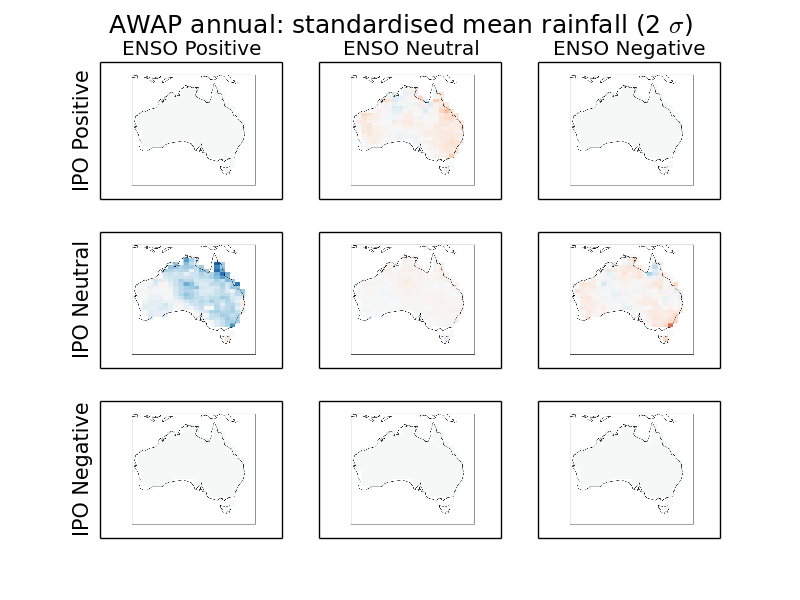 AWAP annual: standardised mean rainfall (2 σ)
ENSO Positive ENSO Neutral ENSO Negative
IPO Positive
IPO Neutral
IPO Negative